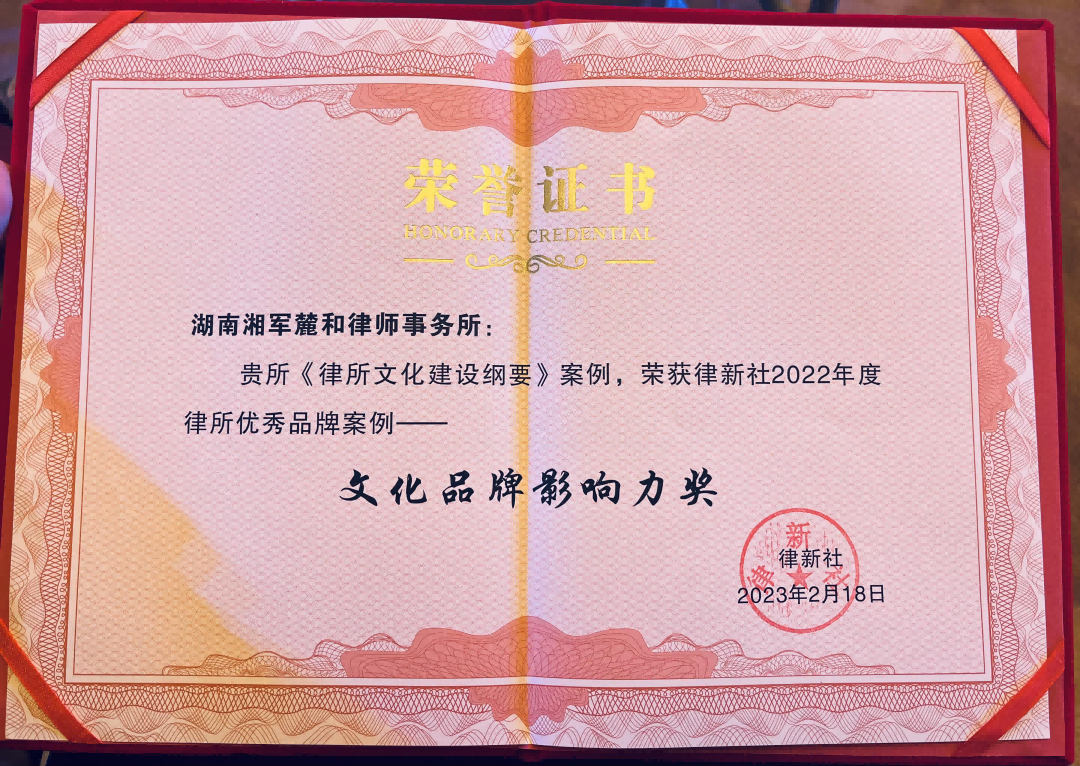 荣誉证书
HONORARY CREDENTIAL
湖南湘军麓和律师事务所：
贵所《律所文化建设纲要》案例，荣获律新社2022年度
律所优秀品牌案例——
文化品牌影响力奖
律新社
律新社
2023年2月18日